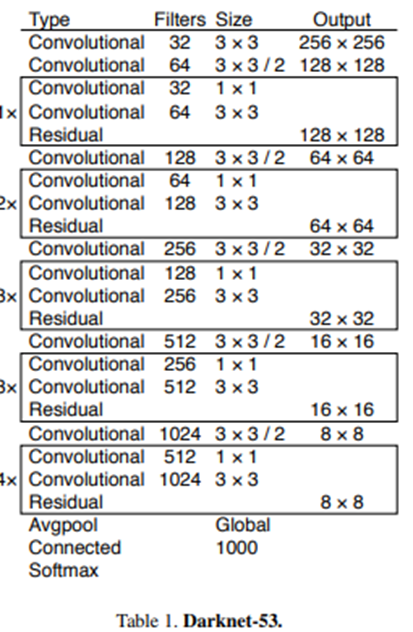 Type Filters Size Output
Convolutional 32 3 × 3 256 × 256
Convolutional 64 3 × 3 / 2 128 × 128
Convolutional 32 1 × 1
1× Convolutional 64 3 × 3
Residual 128 × 128
Convolutional 128 3 × 3 / 2 64 × 64
Convolutional 64 1 × 1
2× Convolutional 128 3 × 3
Residual 64 × 64
Convolutional 256 3 × 3 / 2 32 × 32
Convolutional 128 1 × 1
8× Convolutional 256 3 × 3
Residual 32 × 32
Convolutional 512 3 × 3 / 2 16 × 16
Convolutional 256 1 × 1
8× Convolutional 512 3 × 3
Residual 16 × 16
Convolutional 1024 3 × 3 / 2 8 × 8
Convolutional 512 1 × 1
4× Convolutional 1024 3 × 3
Residual 8 × 8
Avgpool Global
Connected 1000
Softmax
Table 1. Darknet-53.